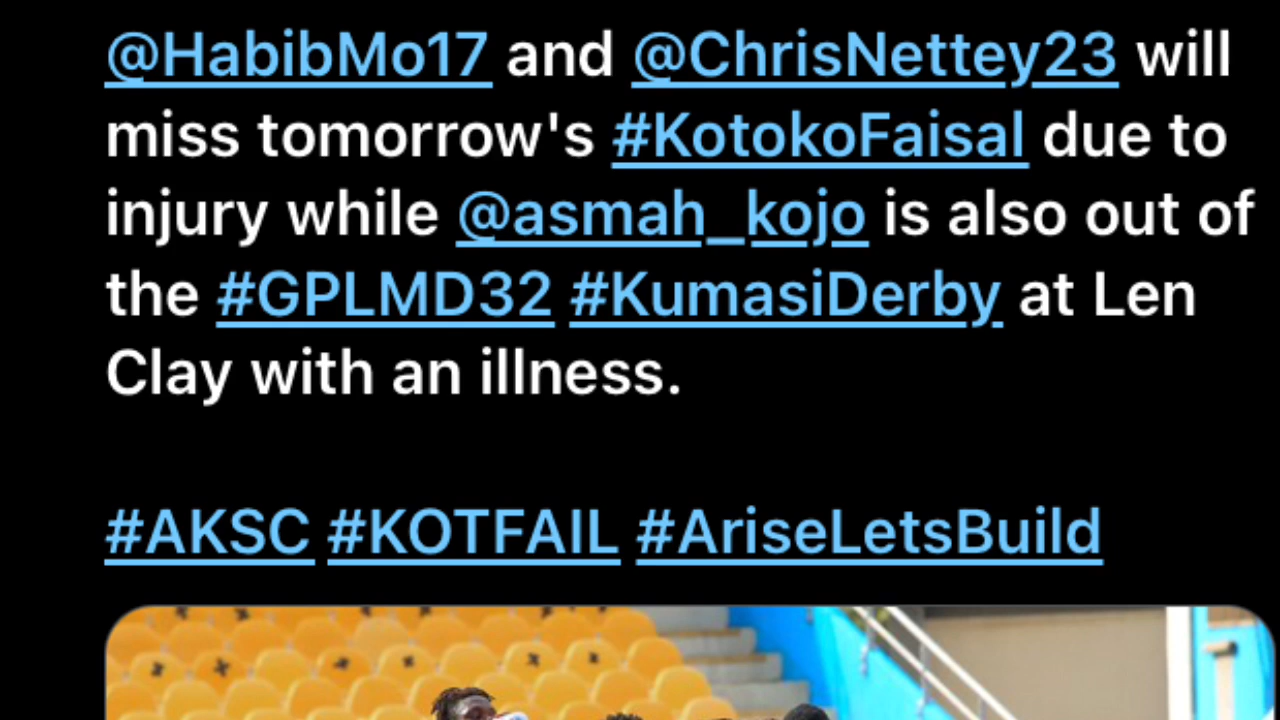 @HabibMo17 and @ChrisNettey23 will
miss tomorrow's #KotokoFaisal due to
injury while @asmah_kojo is also out of
the #GPLMD32 #KumasiDerby at Len
Clay with an illness.
#AKSC #KOTFAIL #AriseLetsBuild